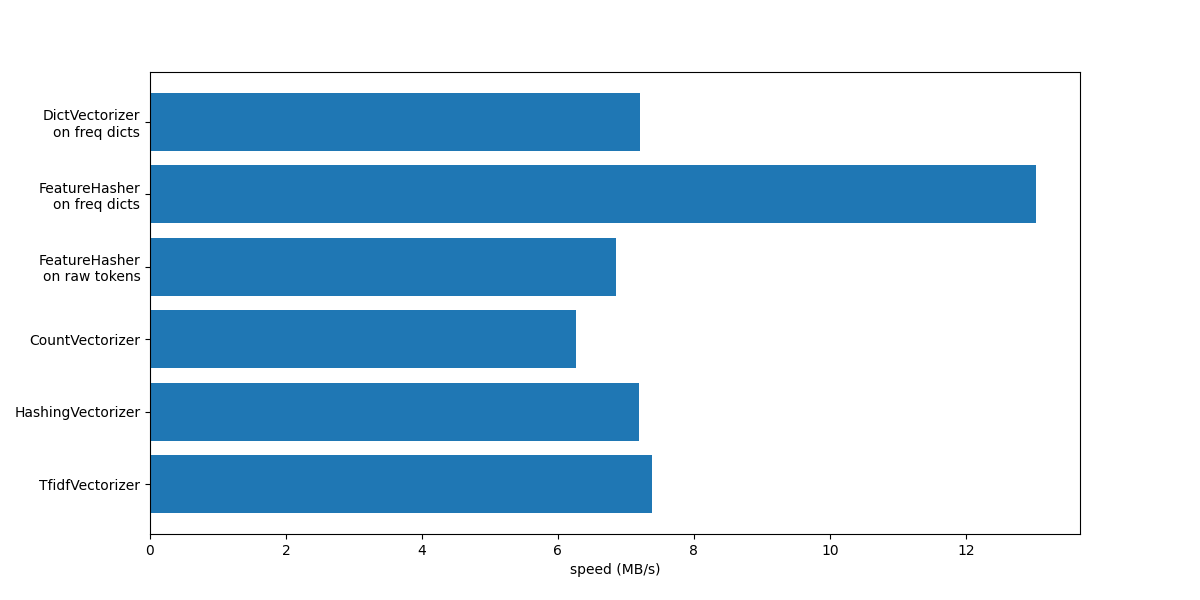 DictVectorizer
on freq dicts
FeatureHasher
on freq dicts
FeatureHasher
on raw tokens
CountVectorizer
HashingVectorizer
TfidfVectorizer
0 2 4 6 8 10 12
speed (MB/s)